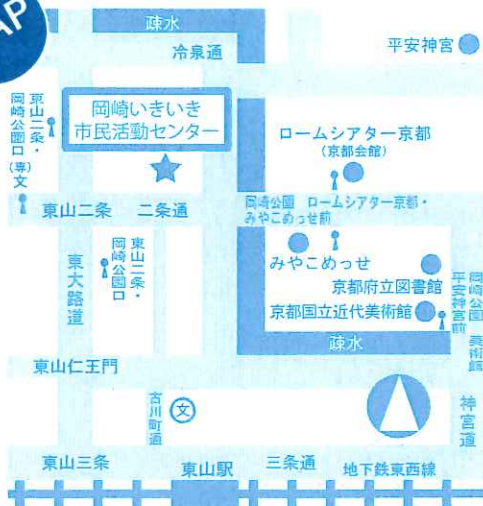 MAP
疎水
冷泉通
平安神宮
東山二条・
岡崎公園口
(専)
文
岡崎いきいき
市民活動センター
ロームシアター京都
(京都会館)
東山二条
二条通
岡崎公園 ロームシアター京都・
みやこめっせ前
東大路道
東山二条・
岡崎公園口
みやこめっせ
京都府立図書館
京都国立近代美術館
岡崎公園 美術館
平安神宮前
疎水
東山仁王門
古川町通
文
神宮道
東山三条
東山駅
三条通
地下鉄東西線